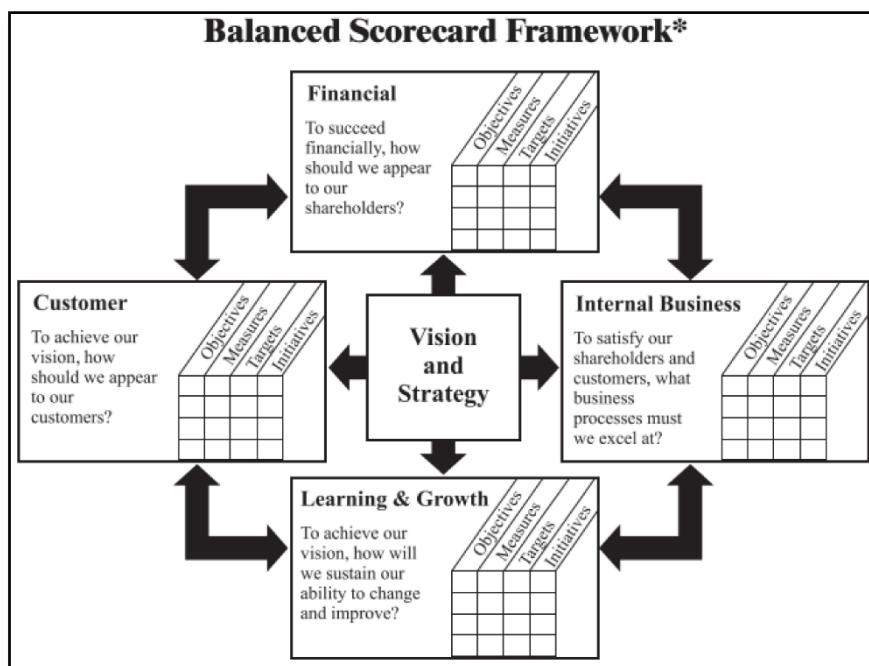 Balanced Scorecard Framework*
Financial
To succeed
financially, how
should we appear
to our
shareholders?
Objectives
Measures
Targets
Initiatives
Customer
To achieve our
vision, how
should we appear
to our
customers?
Objectives
Measures
Targets
Initiatives
Vision
and
Strategy
Internal Business
To satisfy our
shareholders and
customers, what
business
processes must
we excel at?
Objectives
Measures
Targets
Initiatives
Learning & Growth
To achieve our
vision, how will
we sustain our
ability to change
and improve?
Objectives
Measures
Targets
Initiatives